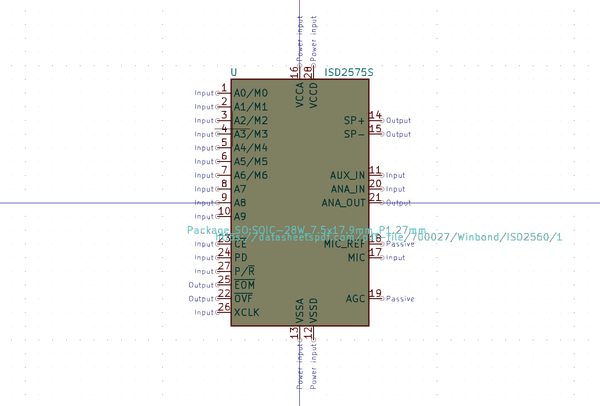 Power input
Power input
U
ISD2575S
16
28
VCCA
VCCD
Input 1 A0/M0
Input 2 A1/M1
Input 3 A2/M2
Input 4 A3/M3
Input 5 A4/M4
Input 6 A5/M5
Input 7 A6/M6
Input 8 A7
Input 9 A8
Input 10 A9
Input 23 CE
Input 24 PD
Input 27 P/R
Output 25 EOM
Output 22 OVF
Input 26 XCLK
SP+ 14 Output
SP- 15 Output
AUX_IN 11 Input
ANA_IN 20 Input
ANA_OUT 21 Output
Package_SO:SOIC-28W_7.5x17.9mm_P1.27mm
700027/Winbond/ISD2560/1
MIC_REF 18 Passive
MIC 17 Input
AGC 19 Passive
VSSA
VSSD
13
12
Power input
Power input